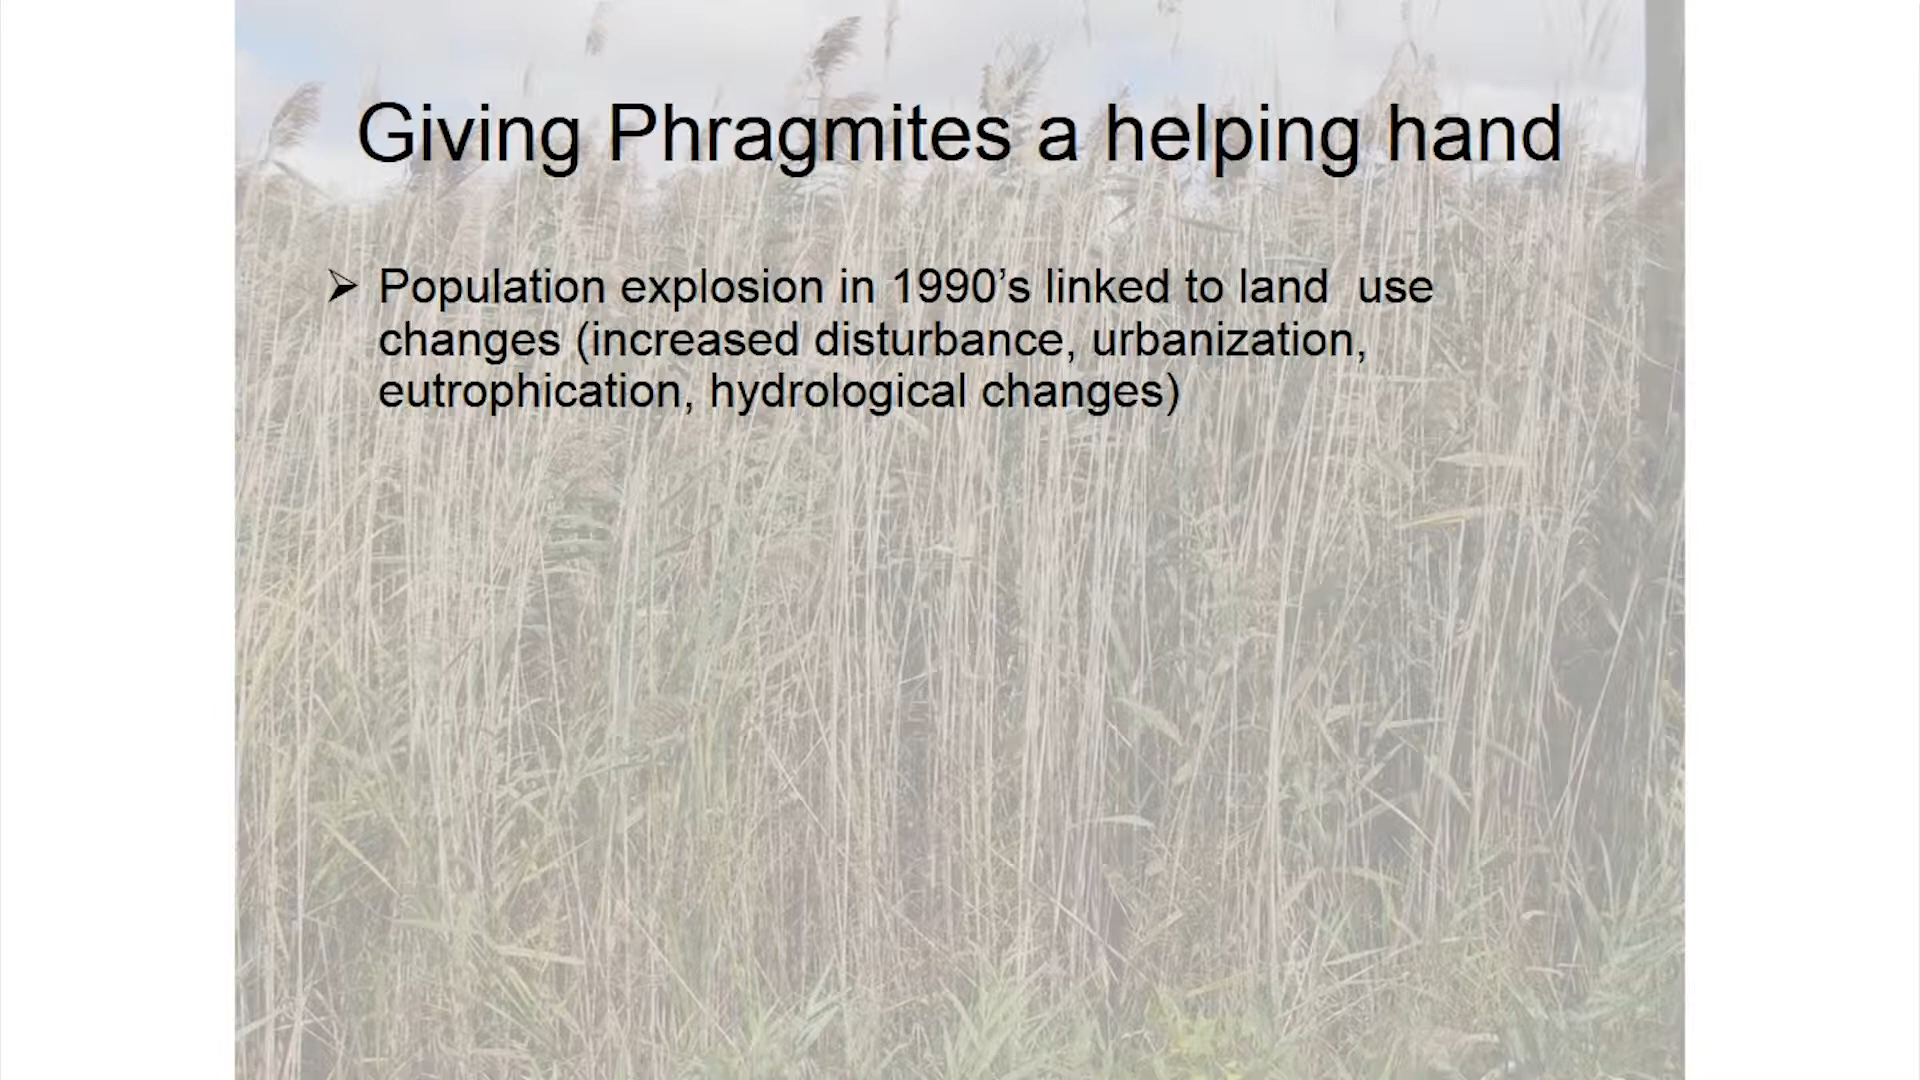 Giving Phragmites a helping hand
➢ Population explosion in 1990’s linked to land  use
changes (increased disturbance, urbanization,
eutrophication, hydrological changes)